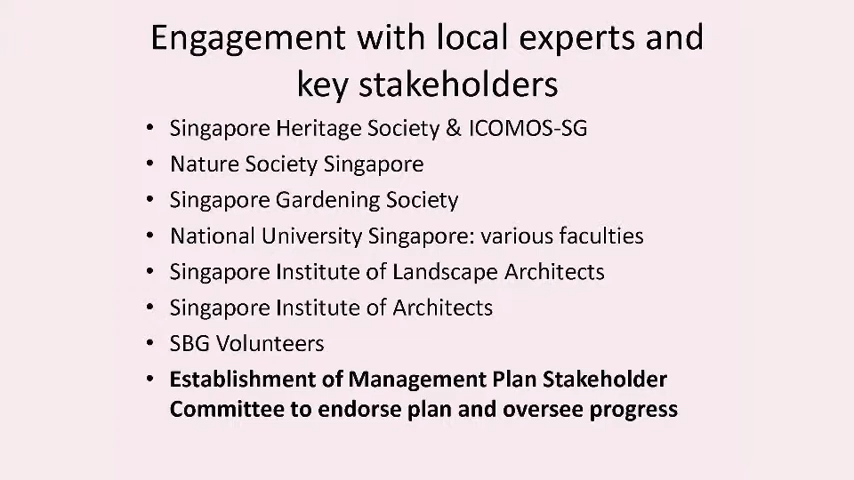 Engagement with local experts and
key stakeholders
• Singapore Heritage Society & ICOMOS-SG
• Nature Society Singapore
• Singapore Gardening Society
• National University Singapore: various faculties
• Singapore Institute of Landscape Architects
• Singapore Institute of Architects
• SBG Volunteers
• Establishment of Management Plan Stakeholder
Committee to endorse plan and oversee progress